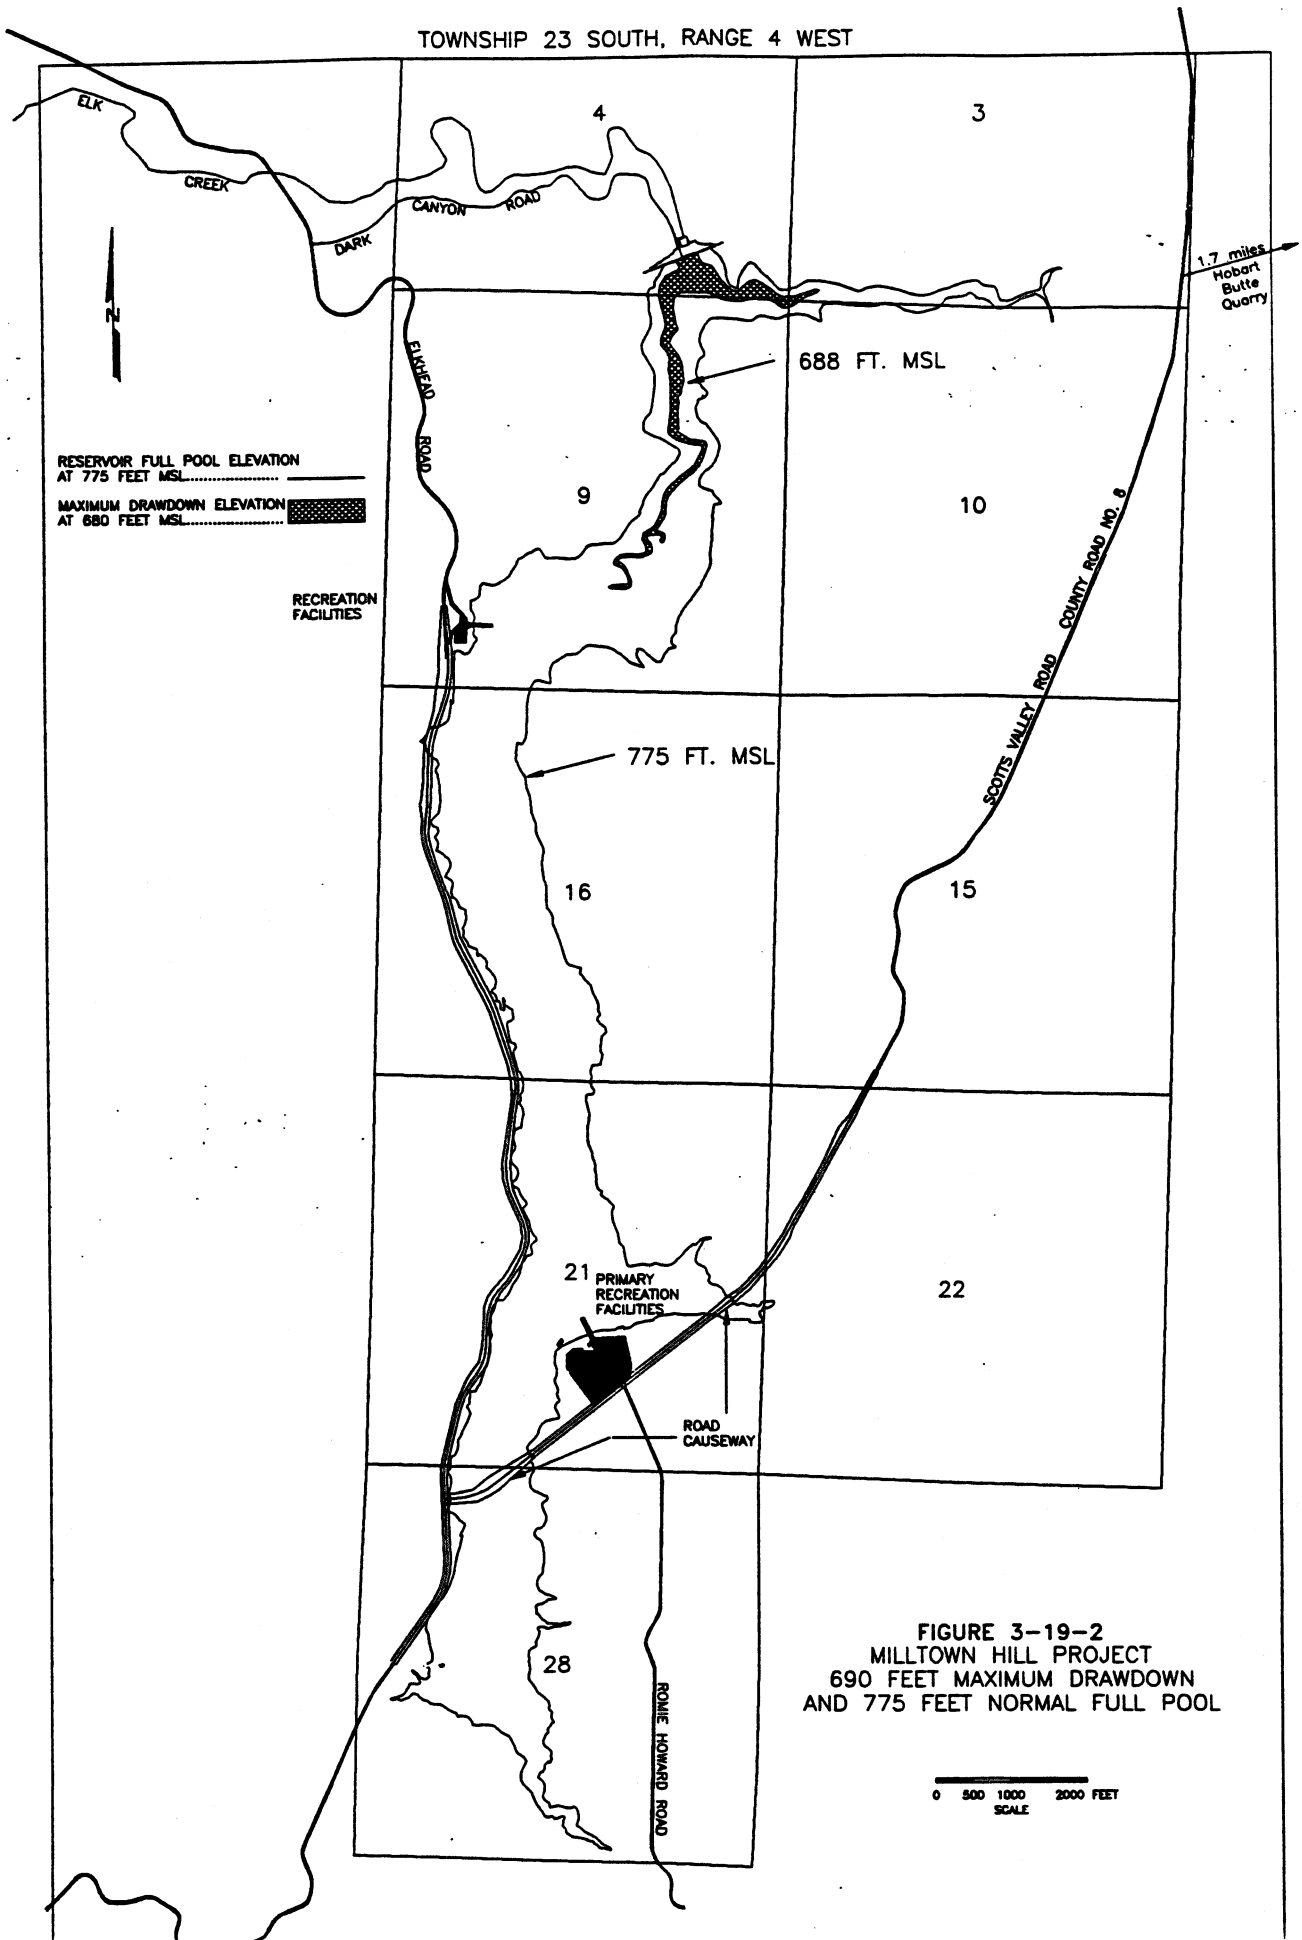 TOWNSHIP 23 SOUTH, RANGE 4 WEST
ELK
CREEK
4
3
CANYON ROAD
DARK
1.7 miles
Hobart
Butte
Quarry
N
ELKHEAD
ROAD
688 FT. MSL
RESERVOIR FULL POOL ELEVATION
AT 775 FEET MSL......................
MAXIMUM DRAWDOWN ELEVATION
AT 680 FEET MSL.......................
9
10
COUNTY ROAD NO. 8
SCOTTS VALLEY ROAD
RECREATION
FACILITIES
775 FT. MSL
16
15
21
PRIMARY
RECREATION
FACILITIES
22
ROAD
CAUSEWAY
28
ROMIE HOWARD ROAD
FIGURE 3-19-2
MILLTOWN HILL PROJECT
690 FEET MAXIMUM DRAWDOWN
AND 775 FEET NORMAL FULL POOL
0 500 1000 2000 FEET
SCALE